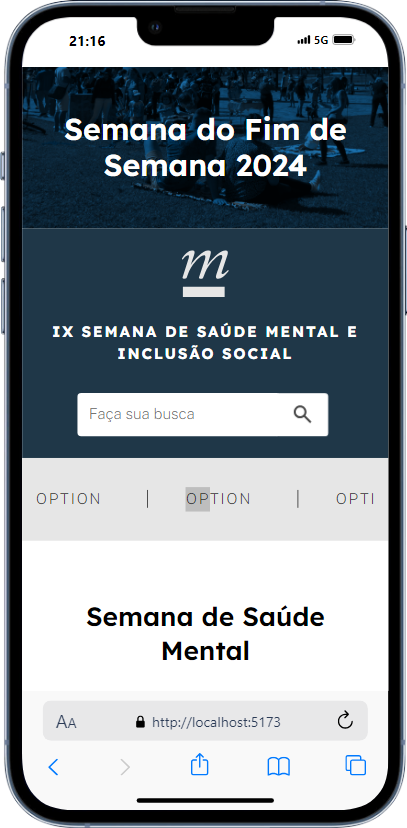 21:16
5G
Semana do Fim de
Semana 2024
m
IX SEMANA DE SAÚDE MENTAL E
INCLUSÃO SOCIAL
Faça sua busca
OPTION | OPTION | OPTI
Semana de Saúde
Mental
AA http://localhost:5173